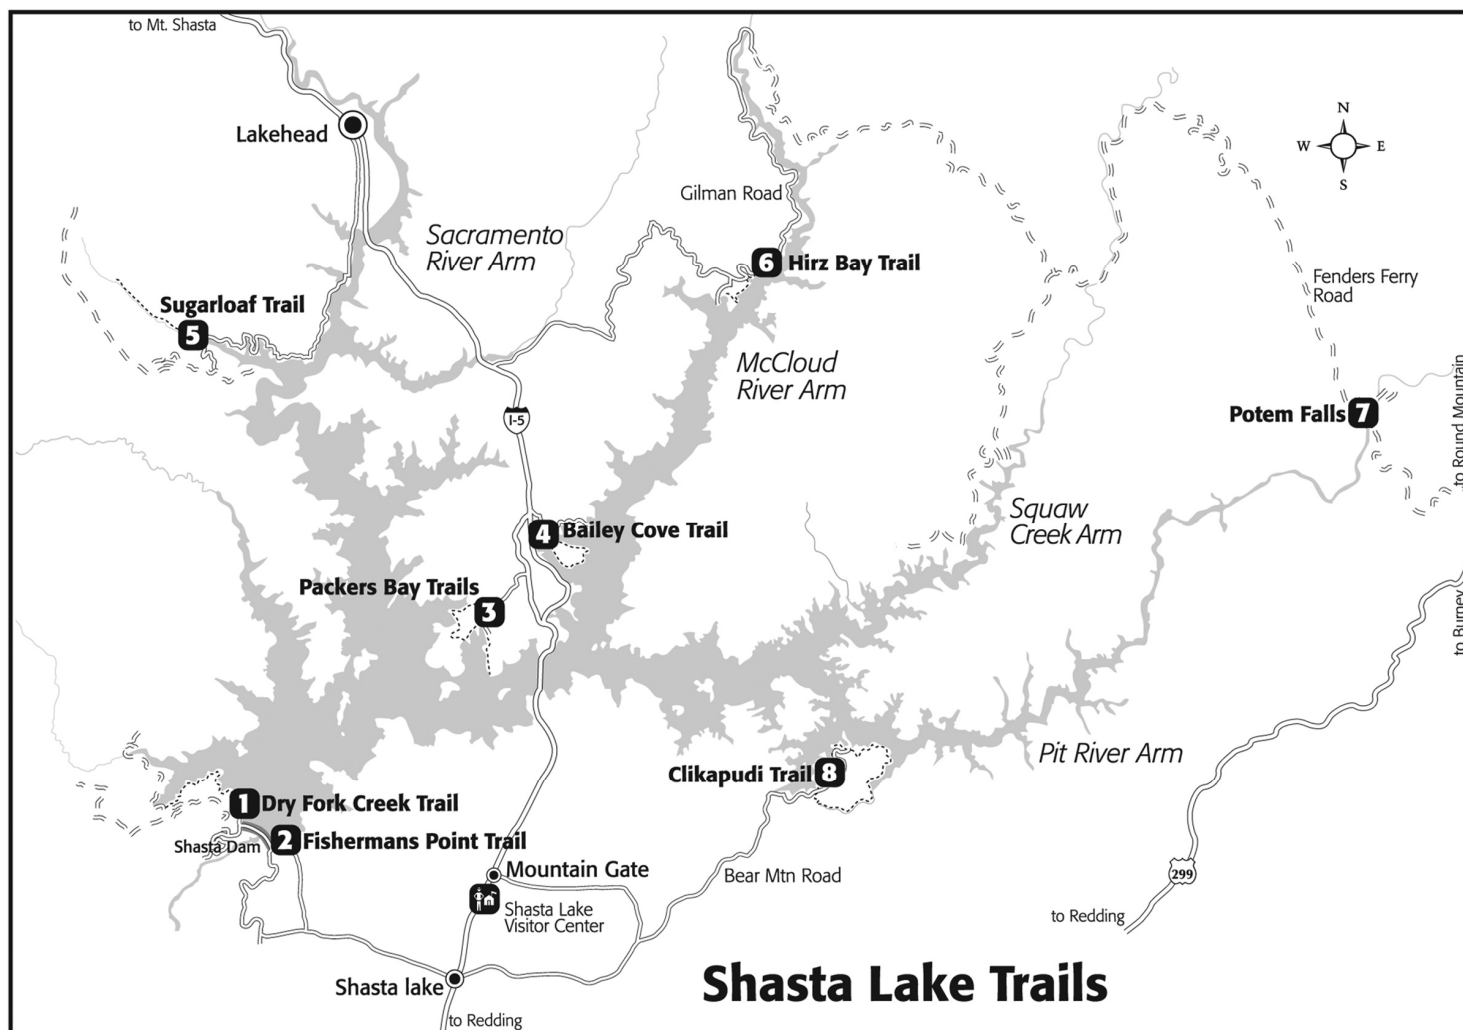 to Mt. Shasta
N
Lakehead
W
E
S
Gilman Road
Sacramento
River Arm
6
Hirz Bay Trail
Fenders Ferry
Road
Sugarloaf Trail
5
McCloud
River Arm
to Round Mountain
I-5
Potem Falls
7
Squaw
Creek Arm
4
Bailey Cove Trail
Packers Bay Trails
3
to Burney
Pit River Arm
Clikapudi Trail
8
1
Dry Fork Creek Trail
Shasta Dam
2
Fishermans Point Trail
Mountain Gate
Bear Mtn Road
299
Shasta Lake
Visitor Center
to Redding
Shasta lake
Shasta Lake Trails
to Redding